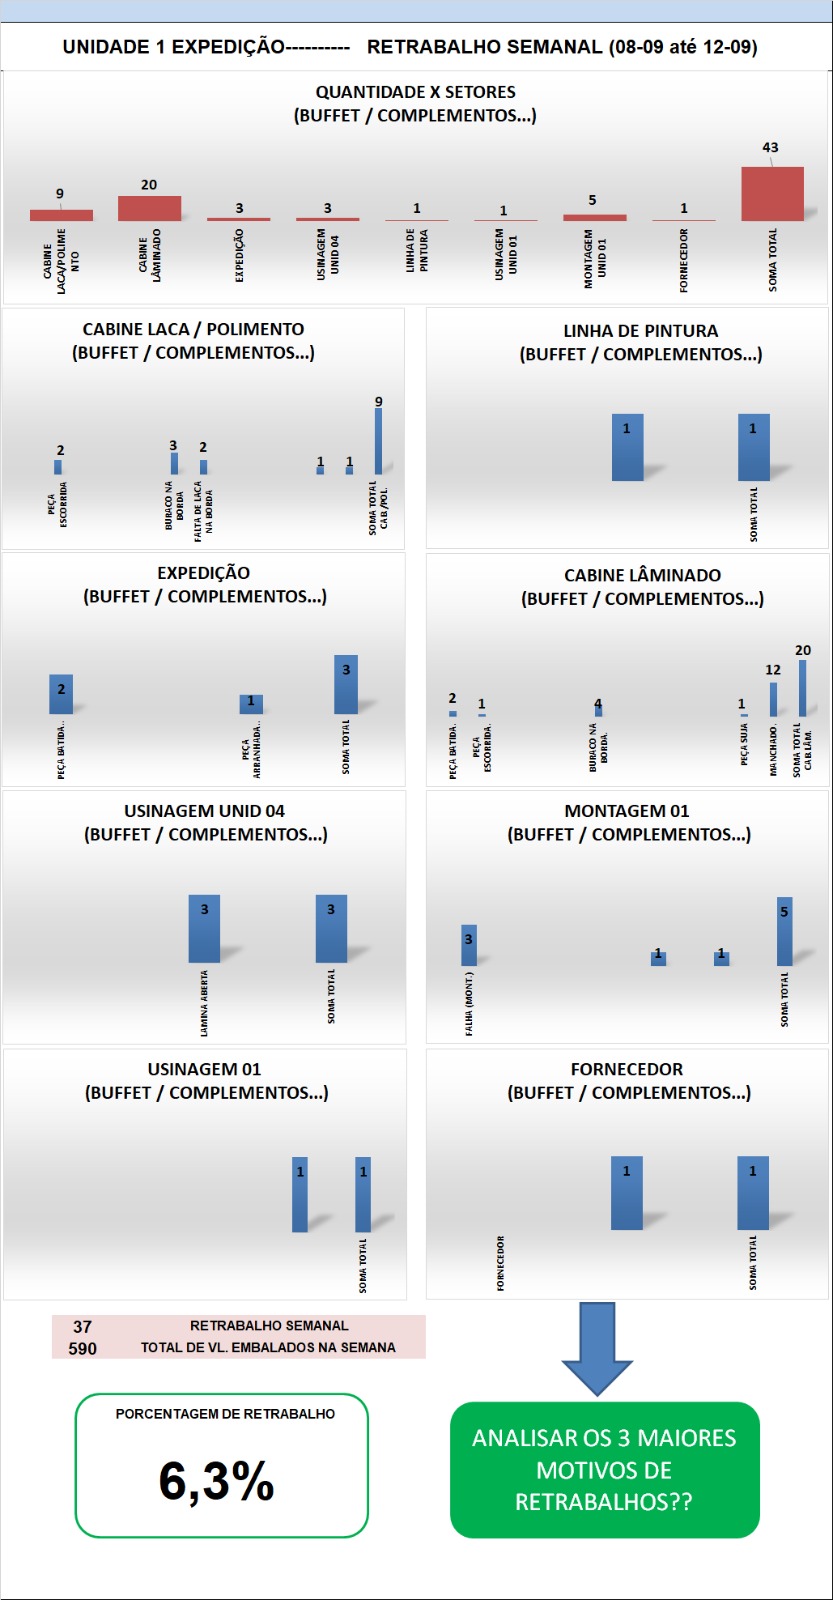 UNIDADE 1 EXPEDIÇÃO---------- RETRABALHO SEMANAL (08-09 até 12-09)
QUANTIDADE X SETORES
(BUFFET / COMPLEMENTOS...)
9
20
3
3
1
1
5
1
43
CABINE
LACA/POLIME
NTO
CABINE
LÂMINADO
EXPEDIÇÃO
USINAGEM
UNID 04
LINHA DE
PINTURA
USINAGEM
UNID 01
MONTAGEM
UNID 01
FORNECEDOR
SOMA TOTAL
CABINE LACA / POLIMENTO
(BUFFET / COMPLEMENTOS...)
2
3
2
1
1
9
PEÇA
ESCORRIDA
BURACO NA
BORDA
FALTA DE LACA
NA BORDA
SOMA TOTAL
CAB./POL.
LINHA DE PINTURA
(BUFFET / COMPLEMENTOS...)
1
1
SOMA TOTAL
EXPEDIÇÃO
(BUFFET / COMPLEMENTOS...)
2
1
3
PEÇA BATIDA..
PEÇA
ARRANHADA..
SOMA TOTAL
CABINE LÂMINADO
(BUFFET / COMPLEMENTOS...)
2
1
4
1
12
20
PEÇA BATIDA.
PEÇA
ESCORRIDA.
BURACO NA
BORDA.
PEÇA SUJA
MANCHADO.
SOMA TOTAL
CAB.LÂM.
USINAGEM UNID 04
(BUFFET / COMPLEMENTOS...)
3
3
LAMINA ABERTA
SOMA TOTAL
MONTAGEM 01
(BUFFET / COMPLEMENTOS...)
3
1
1
5
FALHA (MONT.)
SOMA TOTAL
USINAGEM 01
(BUFFET / COMPLEMENTOS...)
1
1
SOMA TOTAL
FORNECEDOR
(BUFFET / COMPLEMENTOS...)
1
1
FORNECEDOR
SOMA TOTAL
37 RETRABALHO SEMANAL
590 TOTAL DE VL. EMBALADOS NA SEMANA
PORCENTAGEM DE RETRABALHO
6,3%
ANALISAR OS 3 MAIORES
MOTIVOS DE
RETRABALHOS??